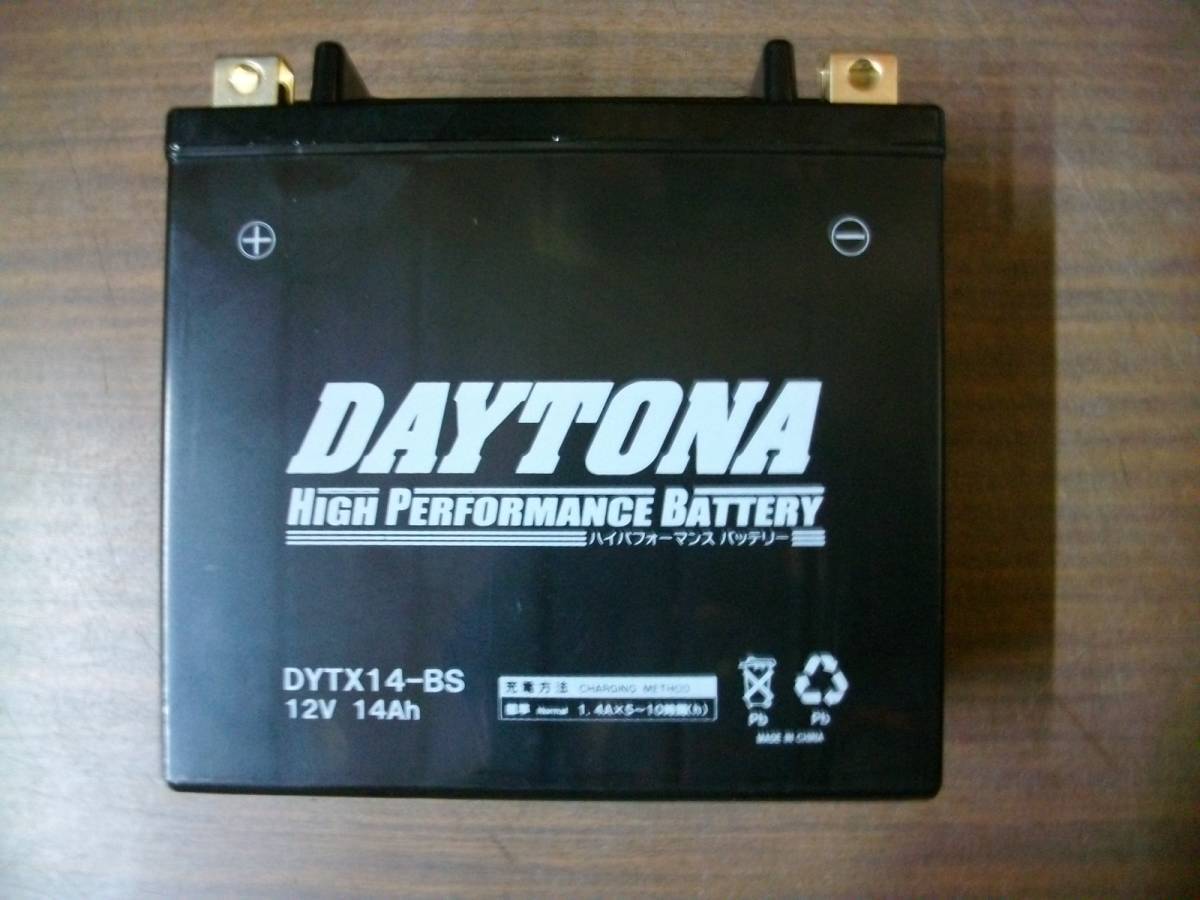 + −
DAYTONA
HIGH PERFORMANCE BATTERY
ハイパフォーマンス バッテリー
DYTX14-BS
12V 14Ah
充電方法 CHARGING METHOD
標準 Normal 1.4A×5~10時間(h)
Pb Pb
MADE IN CHINA